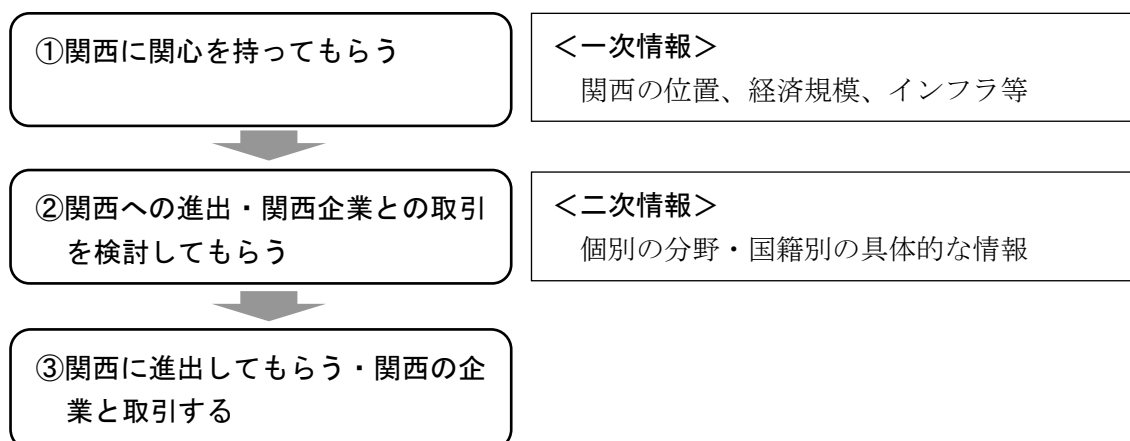 ①関西に関心を持ってもらう
＜一次情報＞
関西の位置、経済規模、インフラ等
②関西への進出・関西企業との取引
を検討してもらう
＜二次情報＞
個別の分野・国籍別の具体的な情報
③関西に進出してもらう・関西の企
業と取引する